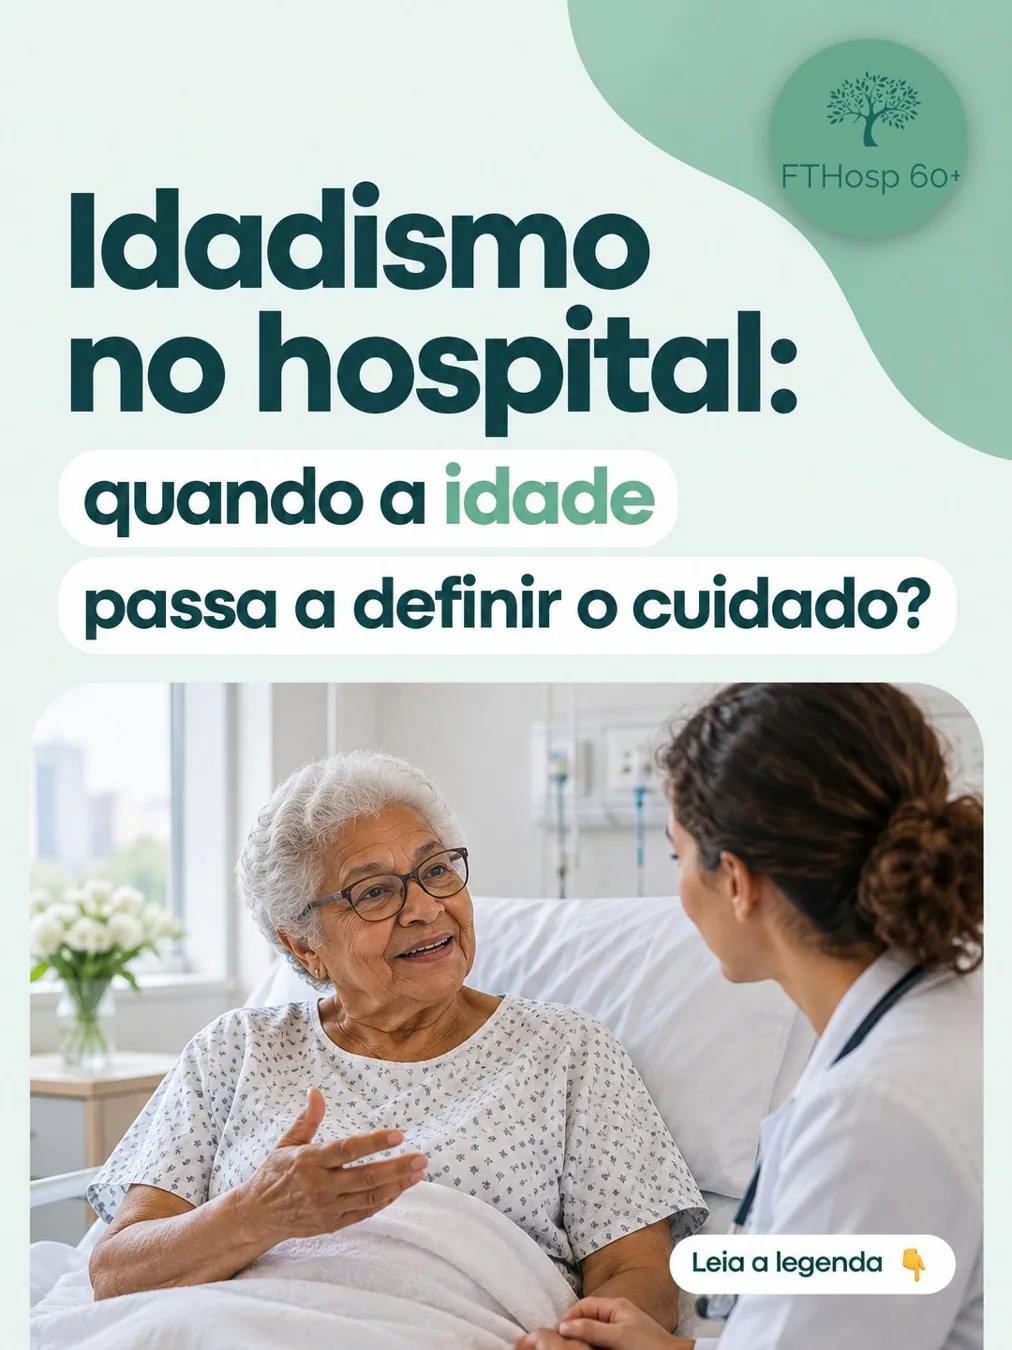 FTHosp 60+
Idadismo
no hospital:
quando a idade
passa a definir o cuidado?
Leia a legenda 👇